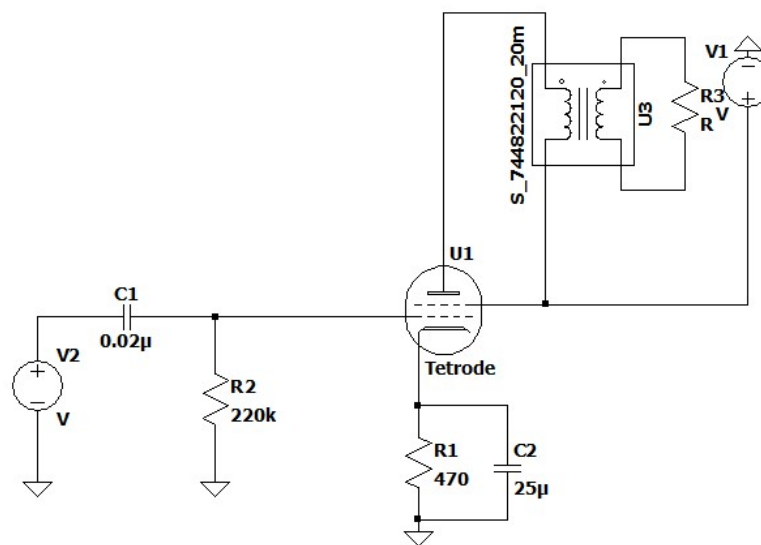 V1
S_744822120_20m
U3
R3
R
V
U1
C1
0.02µ
V2
V
R2
220k
Tetrode
R1
470
C2
25µ